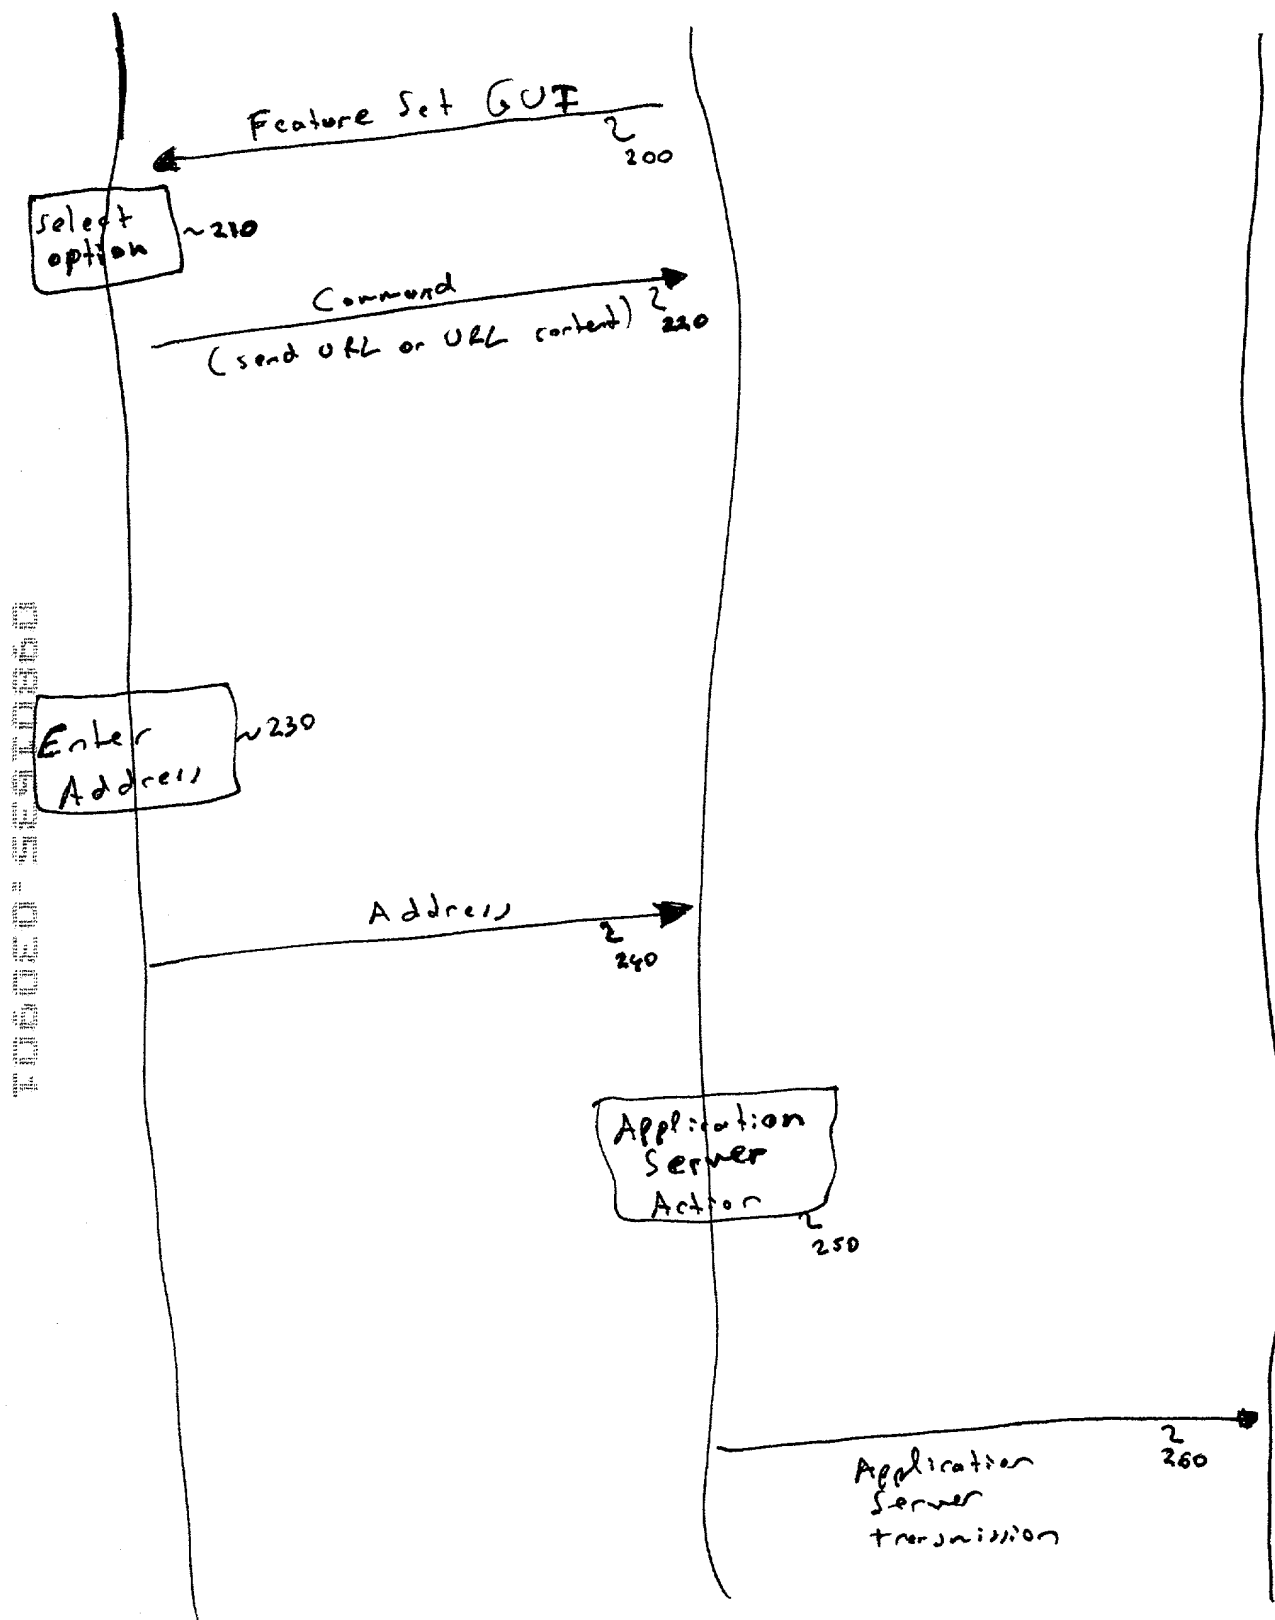 Feature Set GUI
200
select
option
~210
Command
220
(send URL or URL content)
Enter
Address
~230
Address
240
Application
Server
Action
250
260
Application
Server
transmission